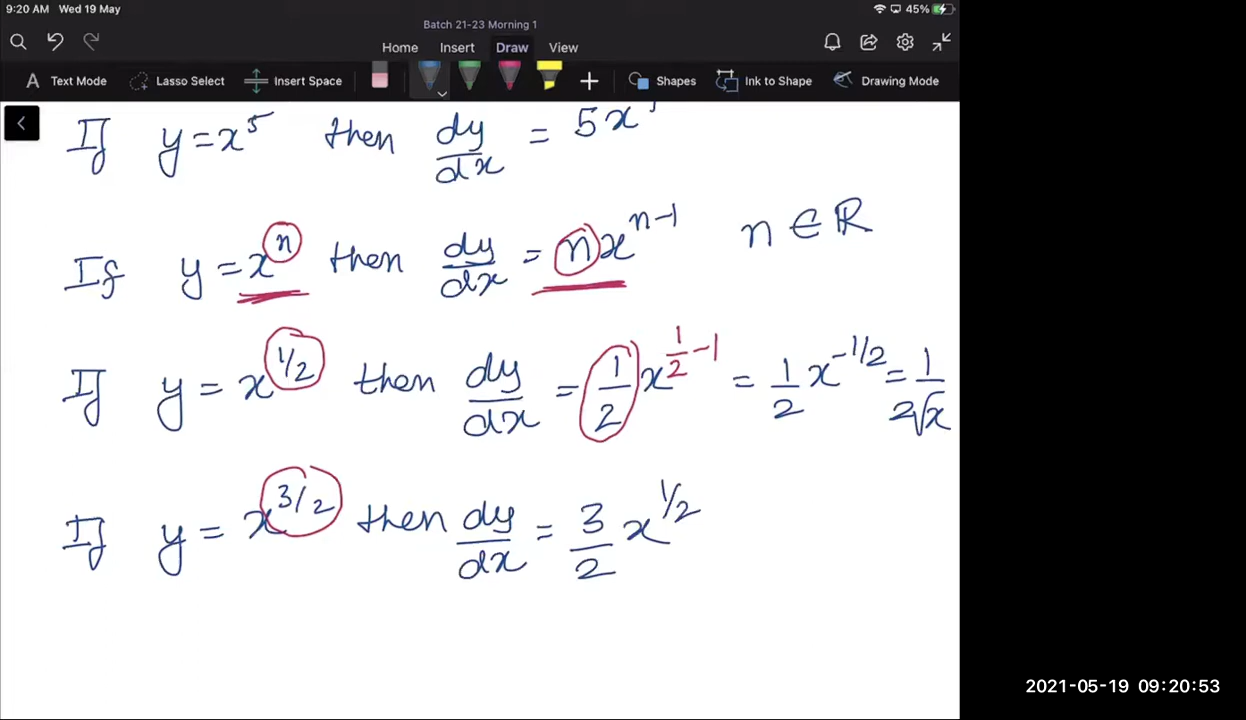 9:20 AM Wed 19 May
45%
Batch 21-23 Morning 1
Home Insert Draw View
Text Mode Lasso Select Insert Space Shapes Ink to Shape Drawing Mode
If y = x^5 then dy/dx = 5x
If y = x^n then dy/dx = nx^{n-1} n ∈ ℝ
If y = x^{1/2} then dy/dx = 1/2 x^{1/2 - 1} = 1/2 x^{-1/2} = 1/2√x
If y = x^{3/2} then dy/dx = 3/2 x^{1/2}
2021-05-19 09:20:53